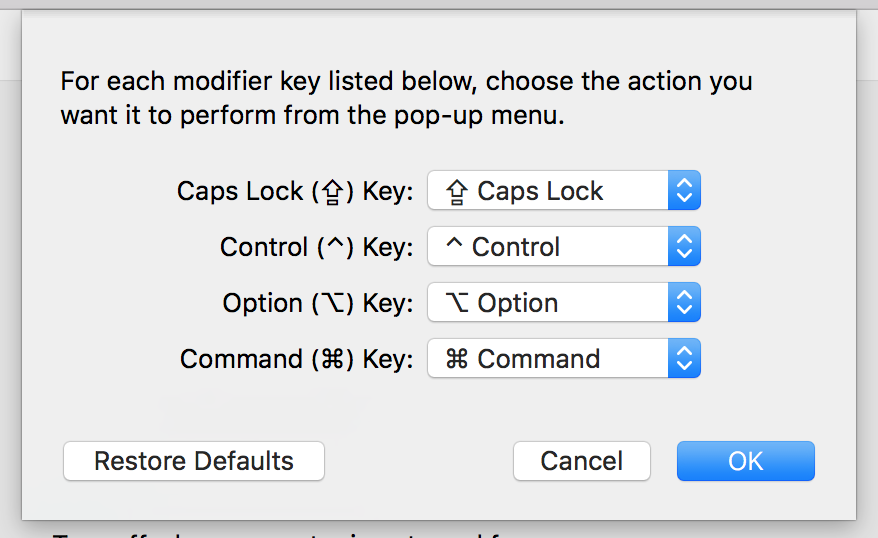 For each modifier key listed below, choose the action you
want it to perform from the pop-up menu.
Caps Lock (⇪) Key: ⇪ Caps Lock
Control (^) Key: ^ Control
Option (⌥) Key: ⌥ Option
Command (⌘) Key: ⌘ Command
Restore Defaults Cancel OK